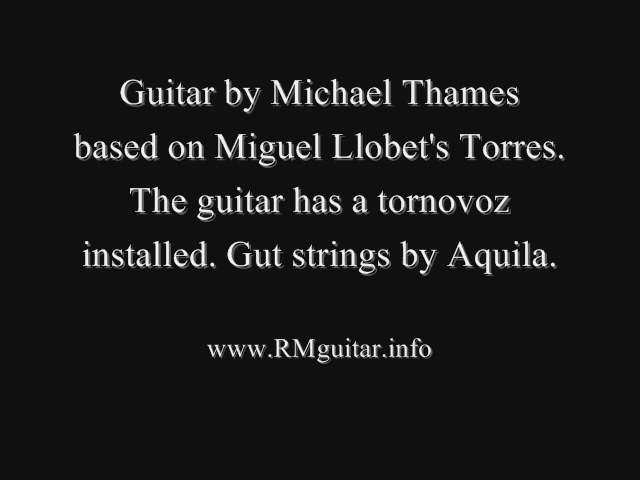 Guitar by Michael Thames
based on Miguel Llobet's Torres.
The guitar has a tornovoz
installed. Gut strings by Aquila.
www.RMguitar.info